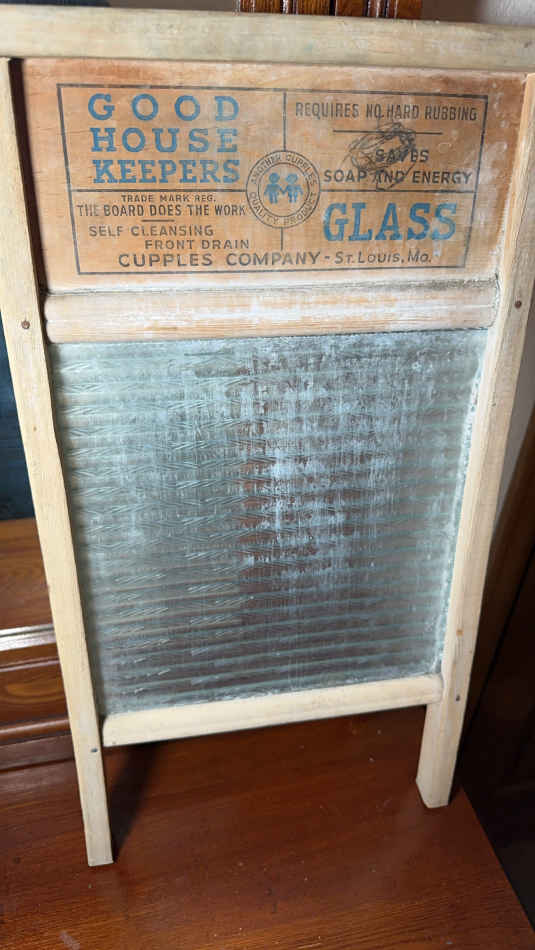 GOOD
HOUSE
KEEPERS
TRADE MARK REG.
THE BOARD DOES THE WORK
SELF CLEANSING
FRONT DRAIN
ANOTHER CUPPLES
QUALITY PRODUCT
REQUIRES NO HARD RUBBING
SAVES
SOAP AND ENERGY
GLASS
CUPPLES COMPANY - ST. LOUIS, MO.